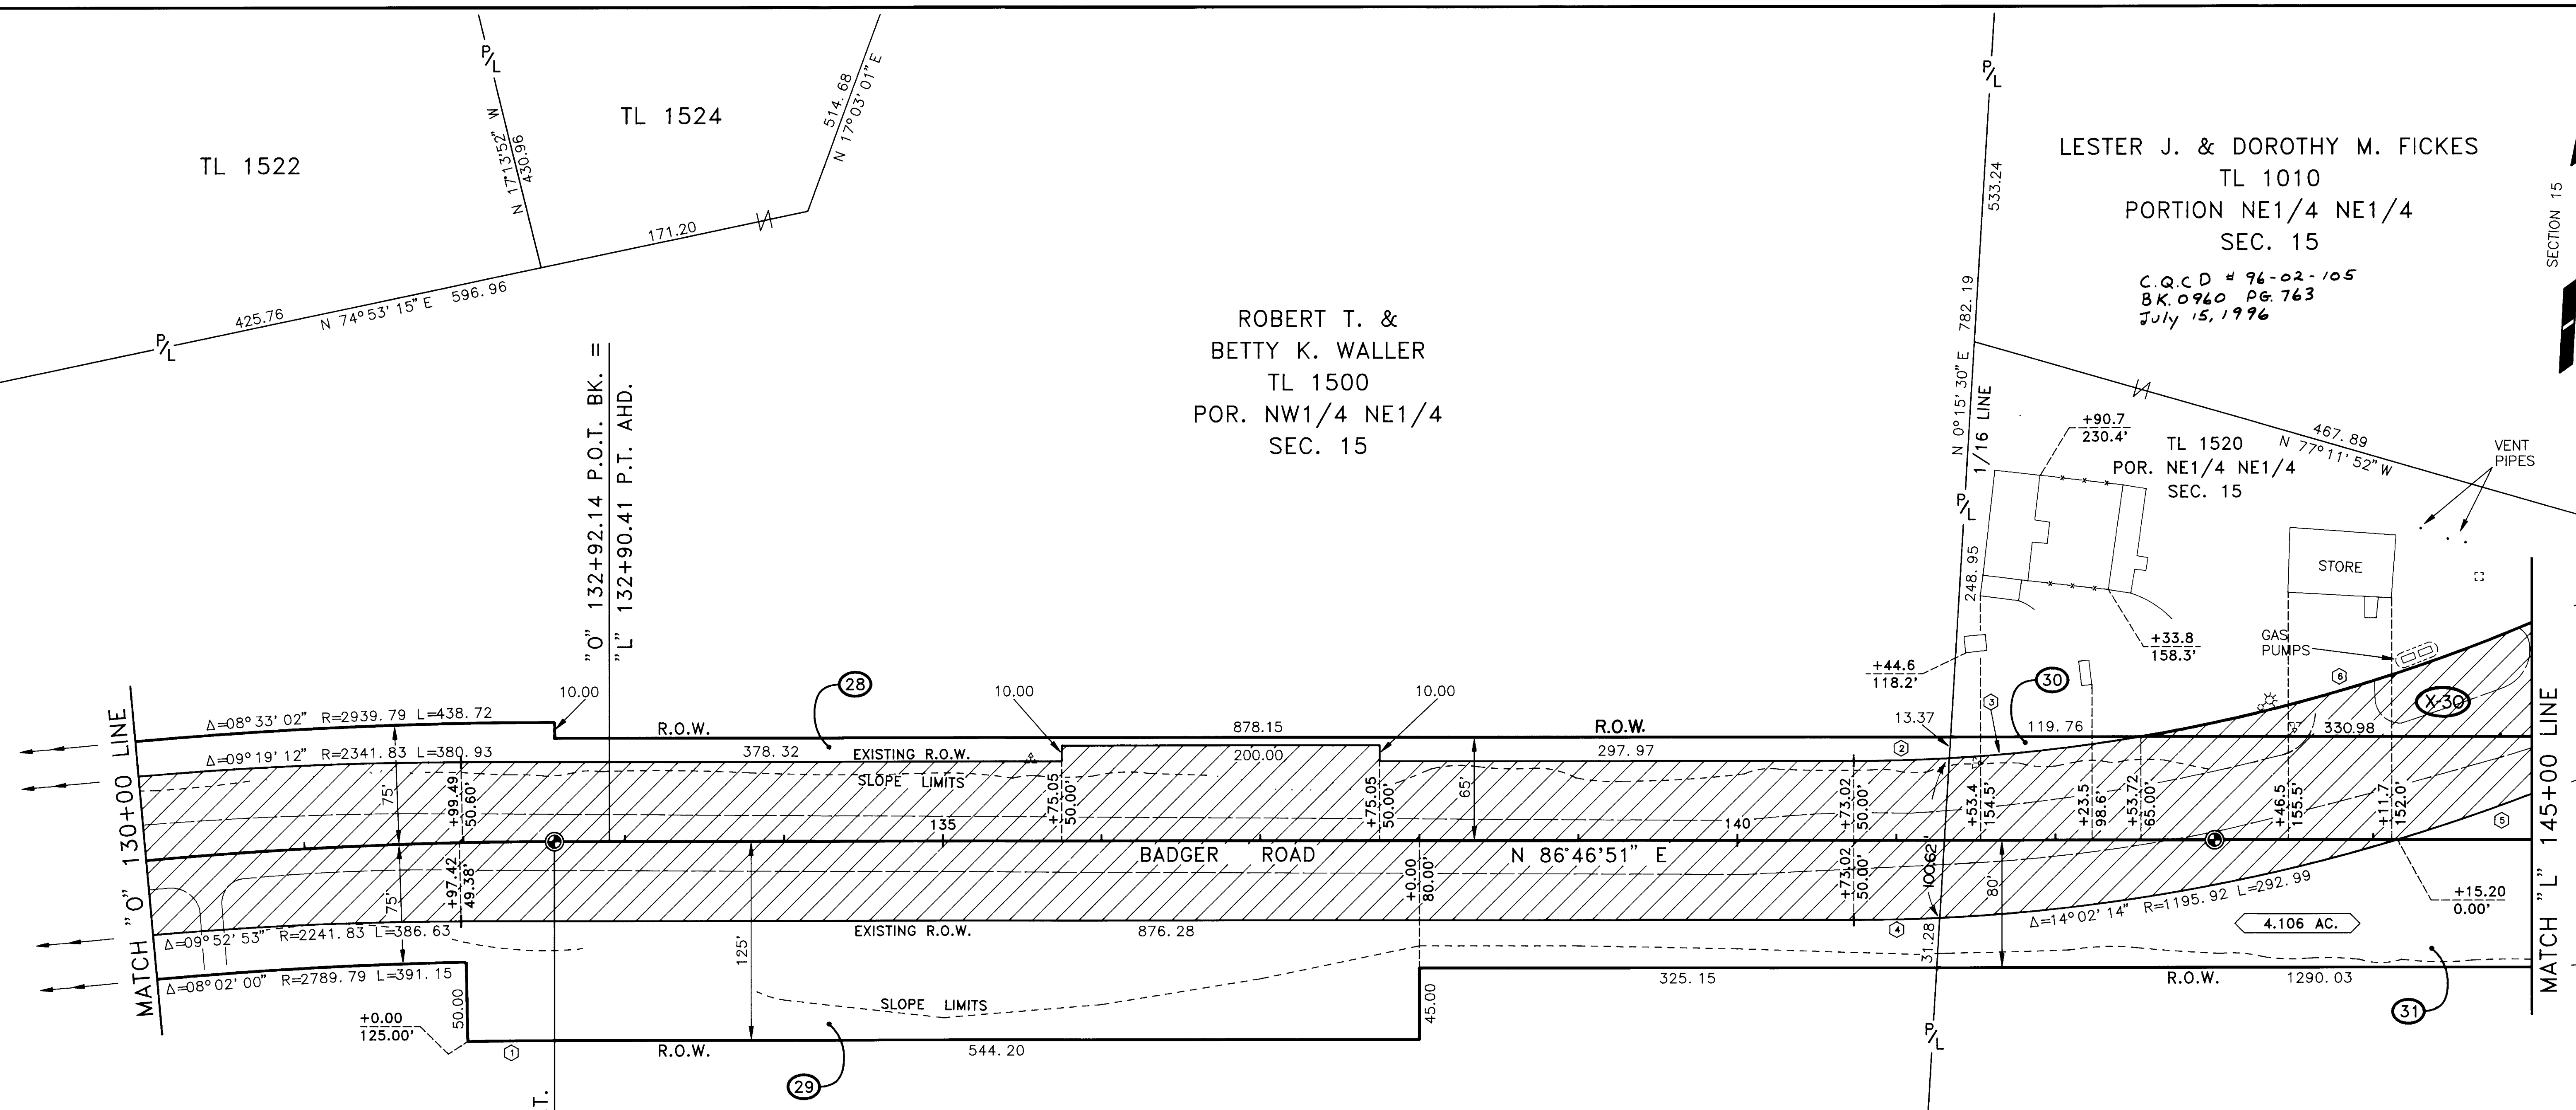 P/L
TL 1522
N 17°13'52" W
430.96
TL 1524
514.68
N 17°03'01" E
171.20
425.76
N 74°53'15" E 596.96
P/L
P/L
533.24
LESTER J. & DOROTHY M. FICKES
TL 1010
PORTION NE1/4 NE1/4
SEC. 15
C.Q.C D # 96-02-105
BK. 0960 PG. 763
July 15, 1996
SECTION 15
ROBERT T. &
BETTY K. WALLER
TL 1500
POR. NW1/4 NE1/4
SEC. 15
"O" 132+92.14 P.O.T. BK. =
"L" 132+90.41 P.T. AHD.
N 0°15'30" E 782.19
1/16 LINE
P/L
248.95
+90.7
230.4'
TL 1520
POR. NE1/4 NE1/4
SEC. 15
467.89
N 77°11'52" W
VENT
PIPES
STORE
GAS
PUMPS
+33.8
158.3'
+44.6
118.2'
30
28
X-30
10.00
10.00
10.00
13.37
3
6
2
5
4
1
MATCH "O" 130+00 LINE
MATCH "L" 145+00 LINE
Δ=08°33'02" R=2939.79 L=438.72
R.O.W.
878.15
R.O.W.
119.76
330.98
Δ=09°19'12" R=2341.83 L=380.93
378.32
EXISTING R.O.W.
200.00
297.97
SLOPE LIMITS
75'
+99.49
50.60'
+75.05
50.00'
+75.05
50.00'
65'
+73.02
50.00'
+53.4
154.5'
+23.5
98.6'
+53.72
65.00'
+46.5
155.5'
+11.7
152.0'
135
140
BADGER ROAD N 86°46'51" E
75'
+97.42
49.38'
125'
+0.00
80.00'
+73.02
50.00'
100.62'
80'
+15.20
0.00'
Δ=09°52'53" R=2241.83 L=386.63
EXISTING R.O.W.
876.28
31.28
Δ=14°02'14" R=1195.92 L=292.99
4.106 AC.
Δ=08°02'00" R=2789.79 L=391.15
325.15
R.O.W.
1290.03
50.00
SLOPE LIMITS
45.00
+0.00
125.00'
R.O.W.
544.20
31
29
P/L
.T.